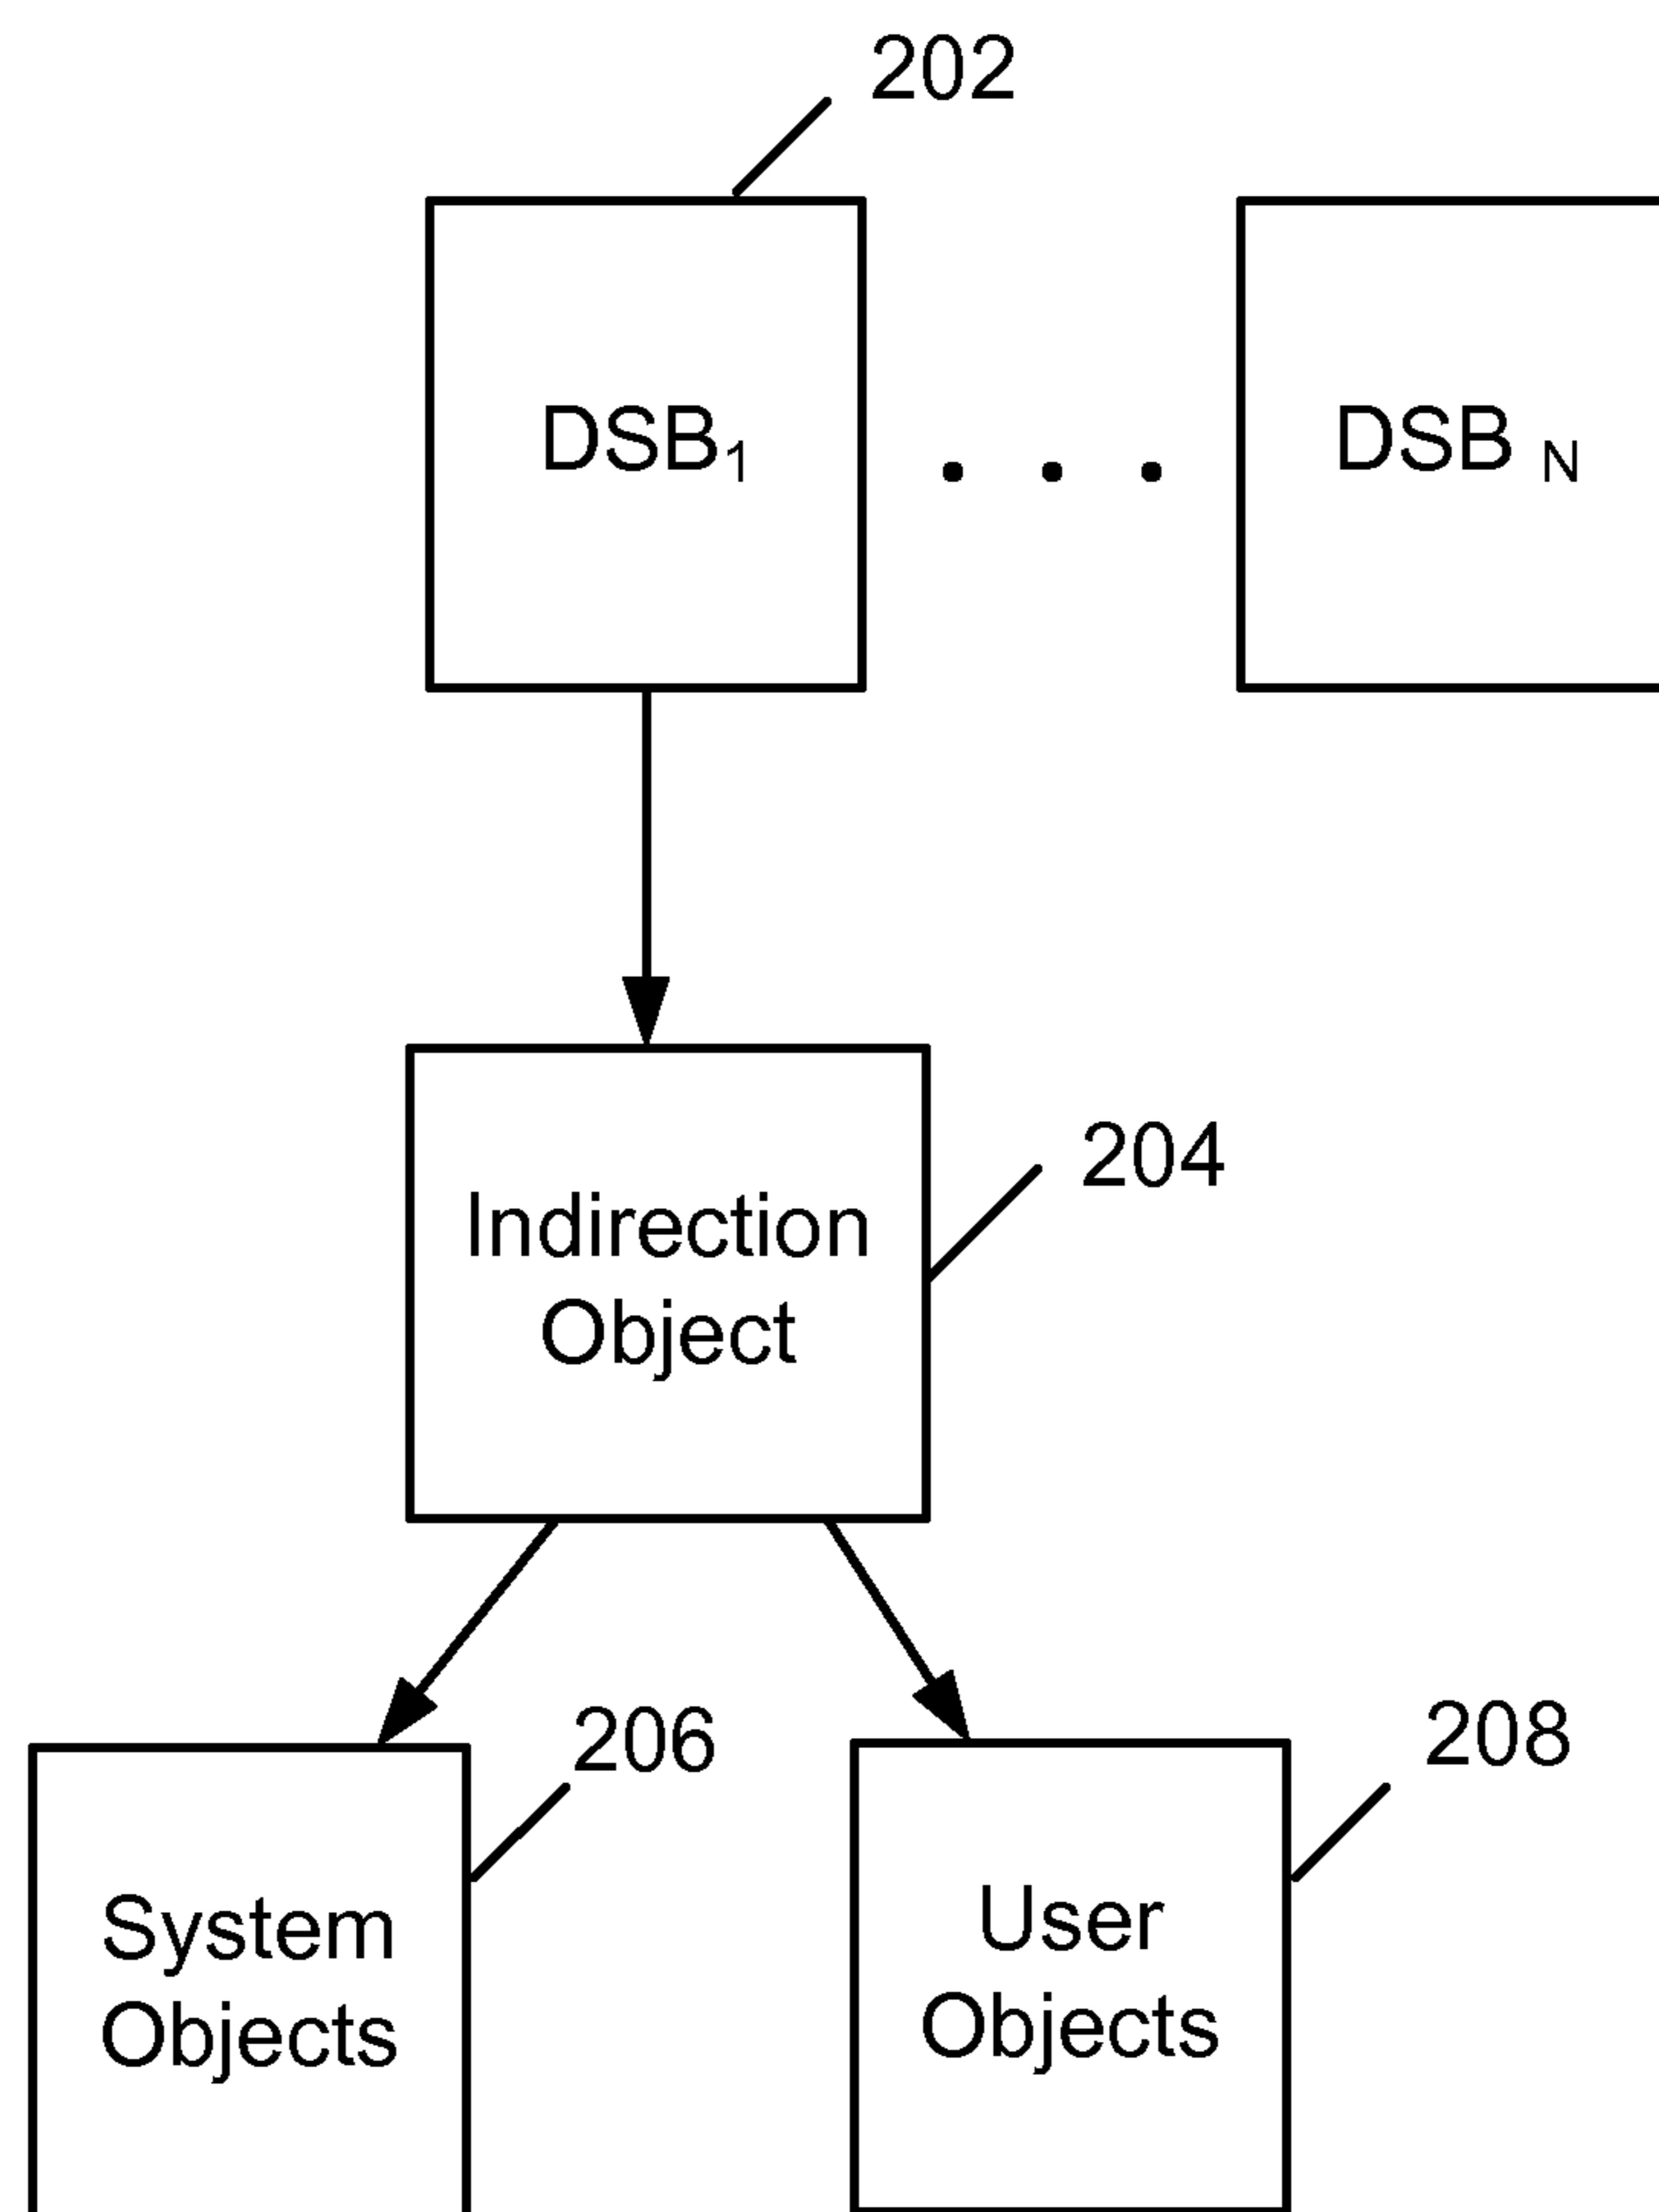 202
DSB1 . . . DSB N
204
Indirection
Object
206
208
System
Objects
User
Objects